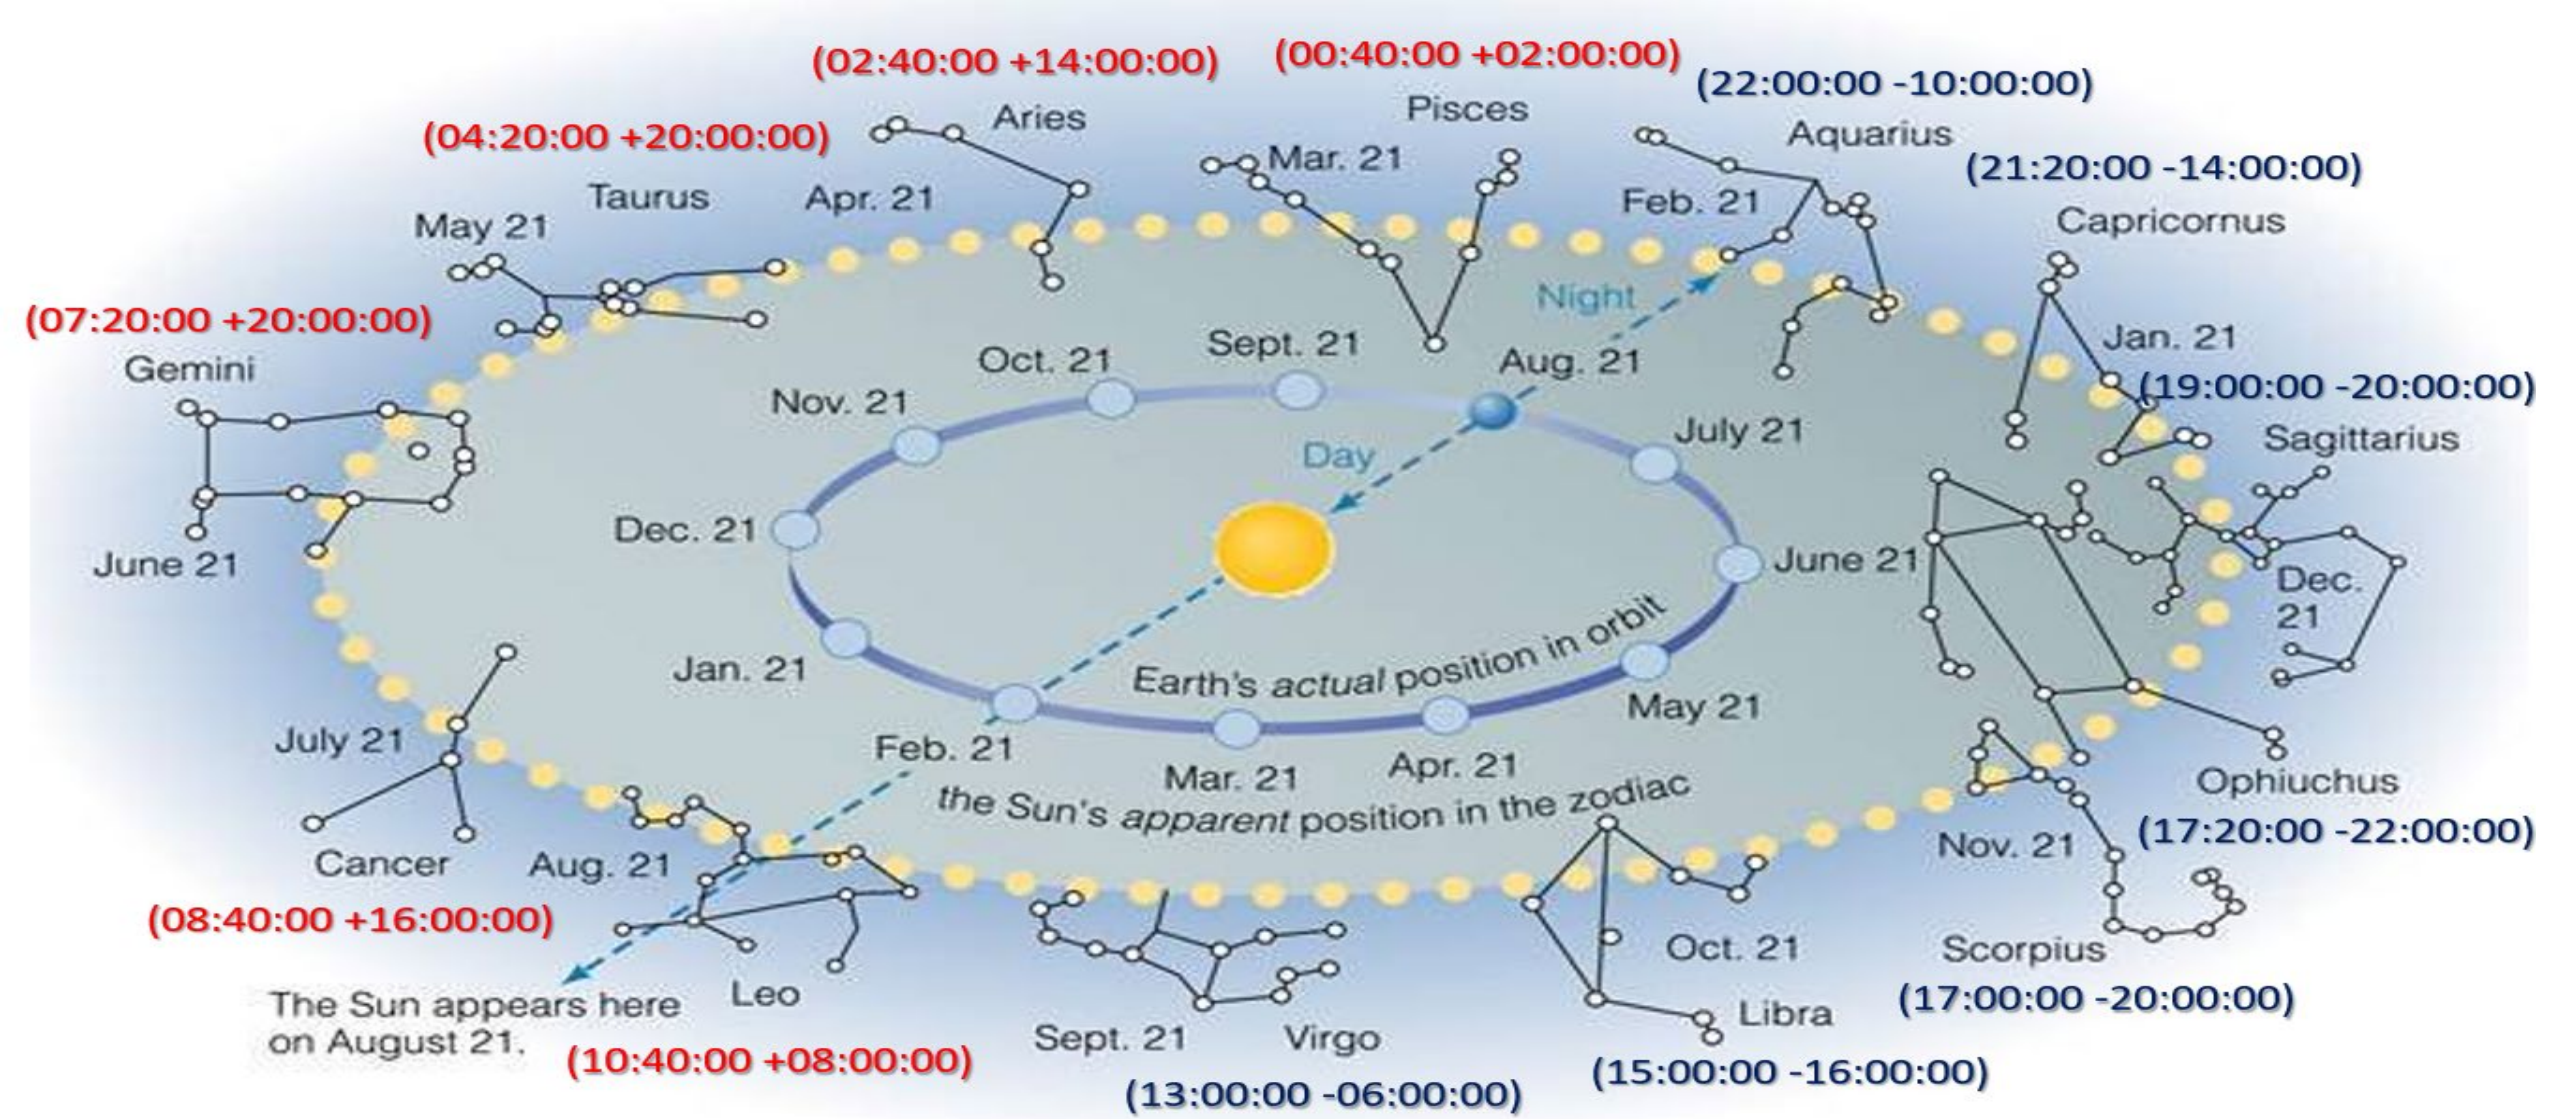 (02:40:00 +14:00:00)
(00:40:00 +02:00:00)
(22:00:00 -10:00:00)
(04:20:00 +20:00:00)
Aries
Pisces
Aquarius
(21:20:00 -14:00:00)
Taurus
Apr. 21
Mar. 21
Feb. 21
Capricornus
May 21
(07:20:00 +20:00:00)
Night
Jan. 21
Gemini
Oct. 21
Sept. 21
Aug. 21
(19:00:00 -20:00:00)
Nov. 21
July 21
Sagittarius
Day
Dec. 21
June 21
June 21
Dec.
21
Jan. 21
Earth's actual position in orbit
May 21
July 21
Feb. 21
Mar. 21
Apr. 21
the Sun's apparent position in the zodiac
Ophiuchus
(17:20:00 -22:00:00)
Cancer
Aug. 21
Nov. 21
(08:40:00 +16:00:00)
Oct. 21
Scorpius
(17:00:00 -20:00:00)
The Sun appears here
on August 21.
Leo
Libra
Sept. 21
Virgo
(10:40:00 +08:00:00)
(15:00:00 -16:00:00)
(13:00:00 -06:00:00)